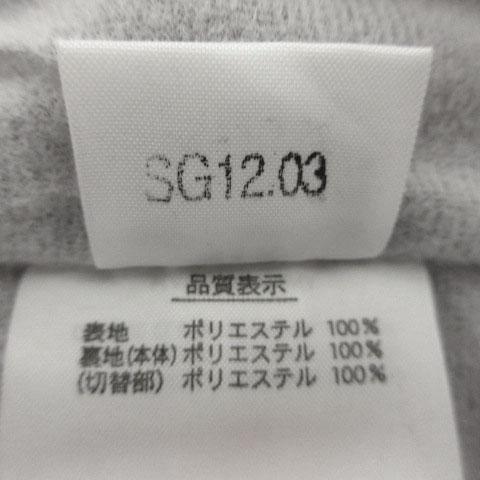 SG12.03
品質表示
表地 ポリエステル 100%
裏地(本体) ポリエステル 100%
(切替部) ポリエステル 100%